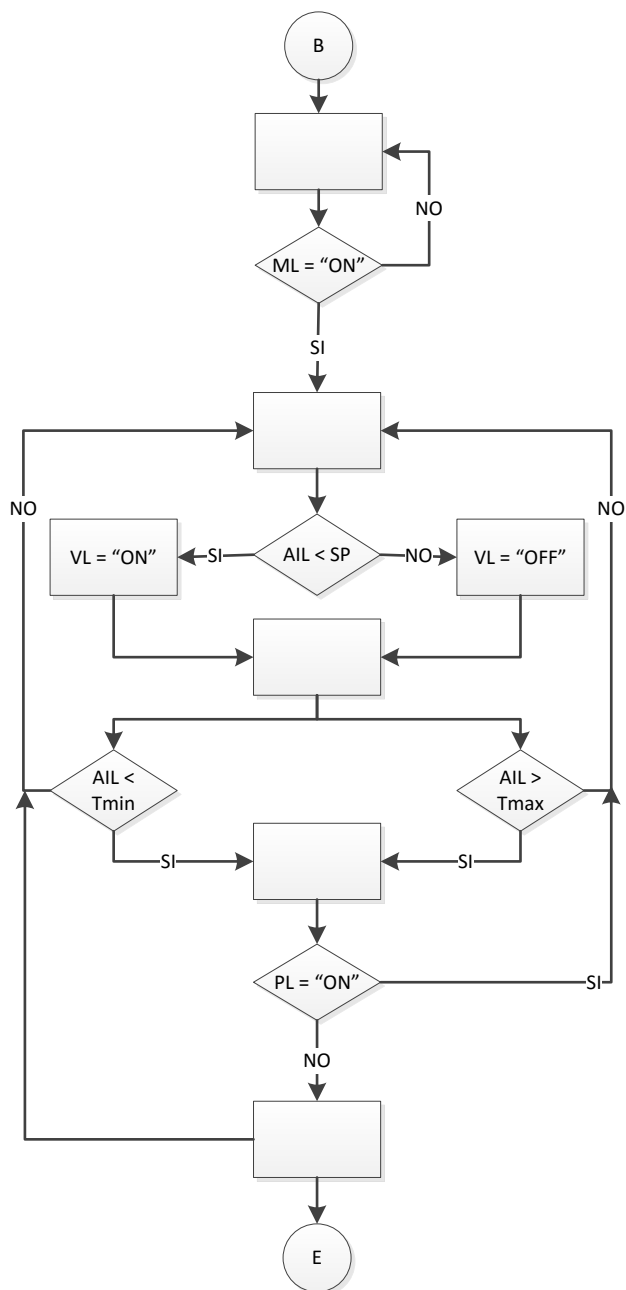 B
NO
ML = “ON”
SI
NO
NO
VL = “ON”
SI
AIL < SP
NO
VL = “OFF”
AIL <
Tmin
AIL >
Tmax
SI
SI
PL = “ON”
SI
NO
E